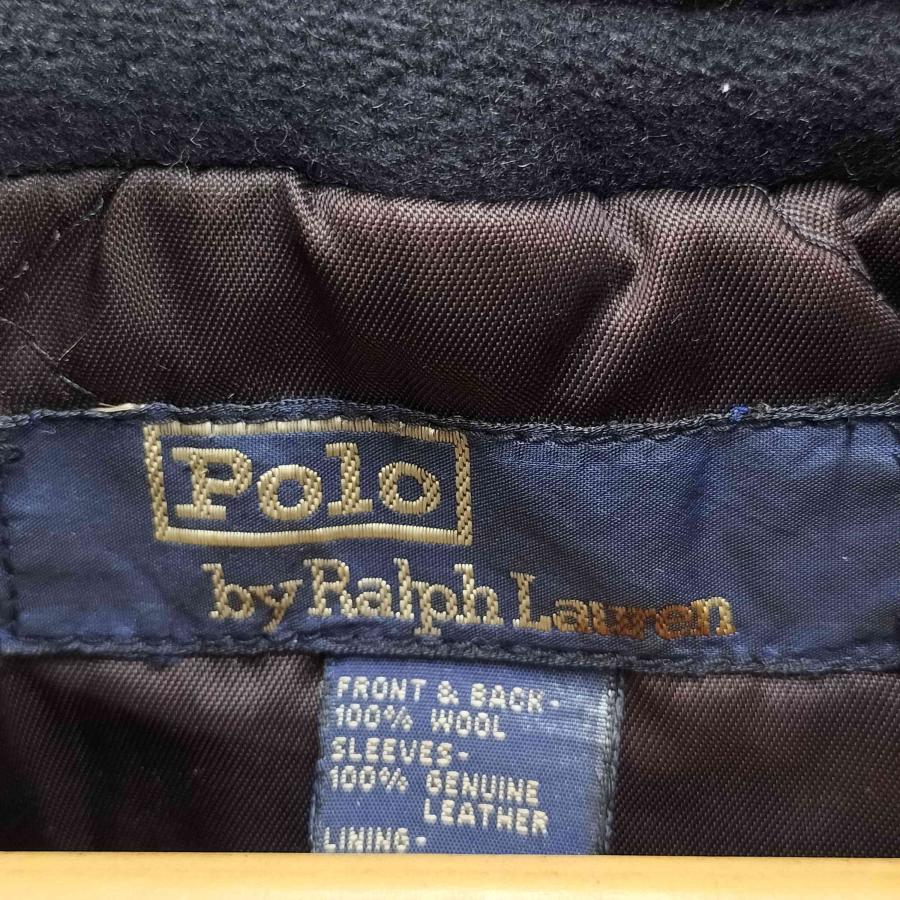 Polo
by Ralph Lauren
FRONT & BACK-
100% WOOL
SLEEVES-
100% GENUINE
LEATHER
LINING-